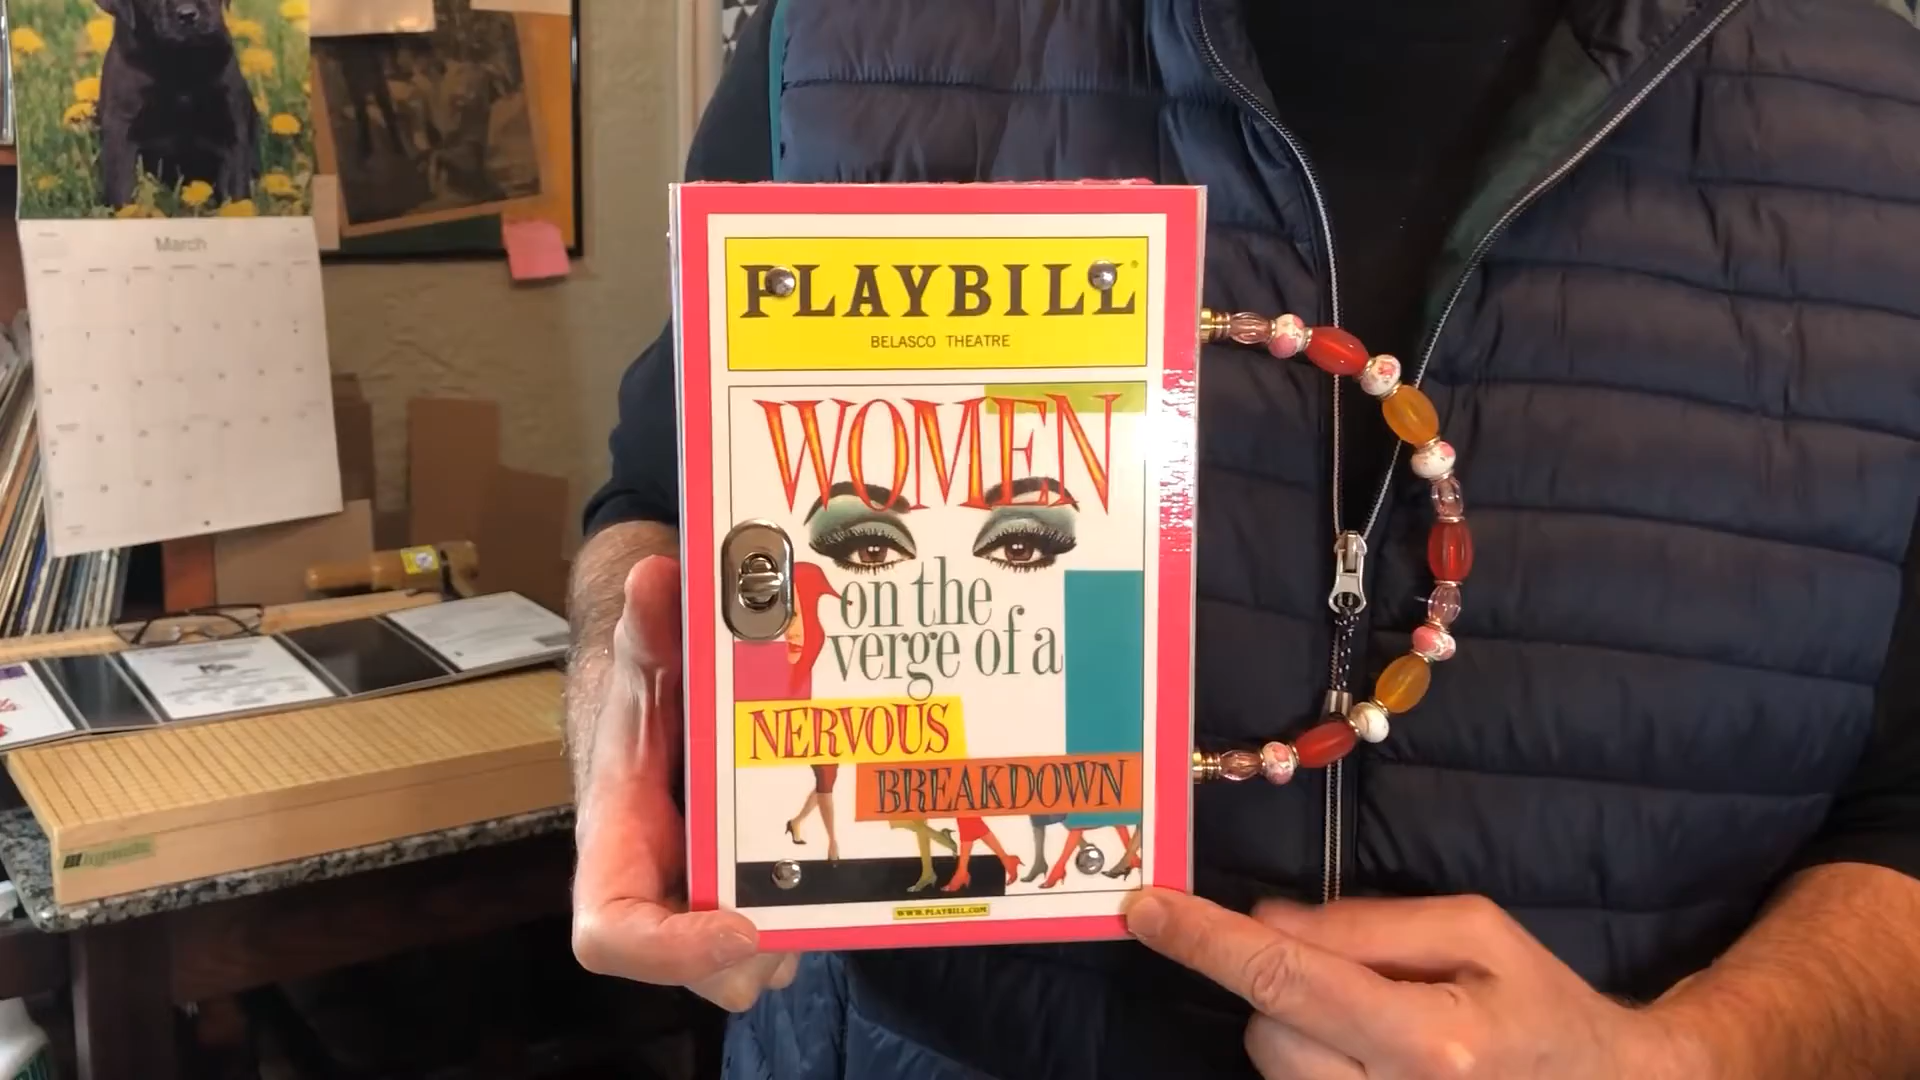 March
PLAYBILL®
BELASCO THEATRE
WOMEN
on the
verge of a
NERVOUS
BREAKDOWN
WWW.PLAYBILL.COM